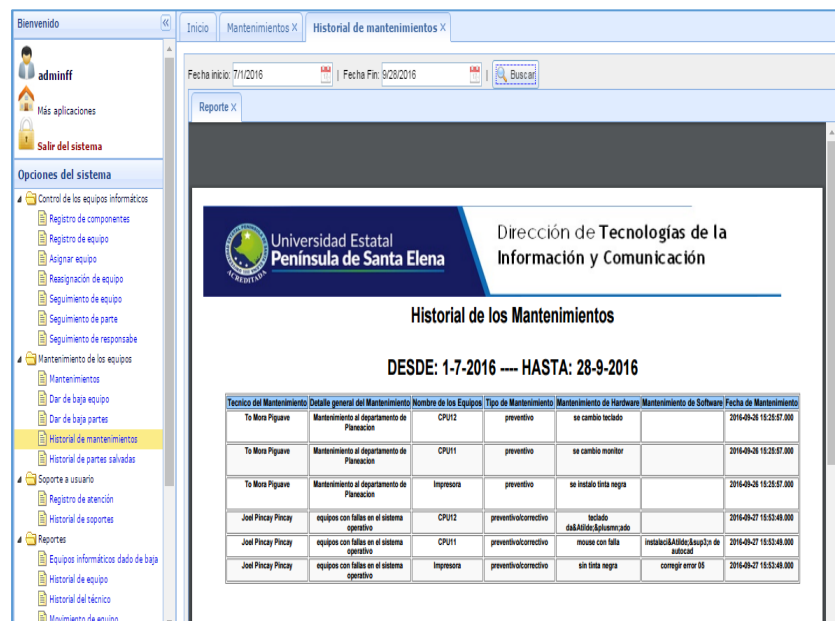 Bienvenido
adminff
Más aplicaciones
Salir del sistema
Opciones del sistema
Control de los equipos informáticos
Registro de componentes
Registro de equipo
Asignar equipo
Reasignación de equipo
Seguimiento de equipo
Seguimiento de parte
Seguimiento de responsabe
Mantenimiento de los equipos
Mantenimientos
Dar de baja equipo
Dar de baja partes
Historial de mantenimientos
Historial de partes salvadas
Soporte a usuario
Registro de atención
Historial de soportes
Reportes
Equipos informáticos dado de baja
Historial de equipo
Historial del técnico
Movimiento de equipo
Inicio Mantenimientos X Historial de mantenimientos X
Fecha inicio: 7/1/2016 | Fecha Fin: 9/28/2016 | Buscar
Reporte X
ACREDITADA
Universidad Estatal
Península de Santa Elena
Dirección de Tecnologías de la
Información y Comunicación
Historial de los Mantenimientos
DESDE: 1-7-2016 ---- HASTA: 28-9-2016
Tecnico del Mantenimiento Detalle general del Mantenimiento Nombre de los Equipos Tipo de Mantenimiento Mantenimiento de Hardware Mantenimiento de Software Fecha de Mantenimiento
To Mora Piguave Mantenimiento al departamento de Planeacion CPU12 preventivo se cambio teclado 2016-09-26 15:25:57.000
To Mora Piguave Mantenimiento al departamento de Planeacion CPU11 preventivo se cambio monitor 2016-09-26 15:25:57.000
To Mora Piguave Mantenimiento al departamento de Planeacion Impresora preventivo se instalo tinta negra 2016-09-26 15:25:57.000
Joel Pincay Pincay equipos con fallas en el sistema operativo CPU12 preventivo/correctivo teclado da&Atilde;&plusmn;ado 2016-09-27 15:53:49.000
Joel Pincay Pincay equipos con fallas en el sistema operativo CPU11 preventivo/correctivo mouse con falla instalaci&Atilde;&sup3;n de autocad 2016-09-27 15:53:49.000
Joel Pincay Pincay equipos con fallas en el sistema operativo Impresora preventivo/correctivo sin tinta negra corregir error 05 2016-09-27 15:53:49.000